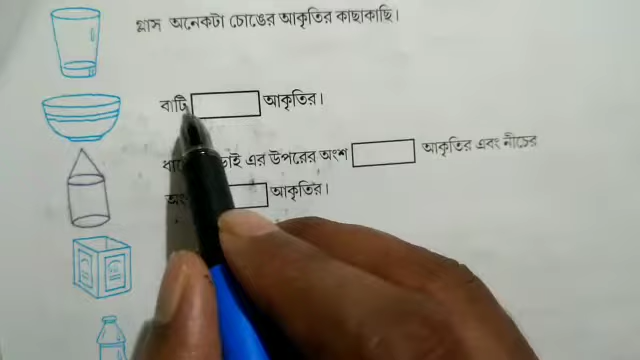 গ্লাস অনেকটা চোঙের আকৃতির কাছাকাছি।
বাটি আকৃতির।
এর উপরের অংশ আকৃতির এবং নীচের
আকৃতির।